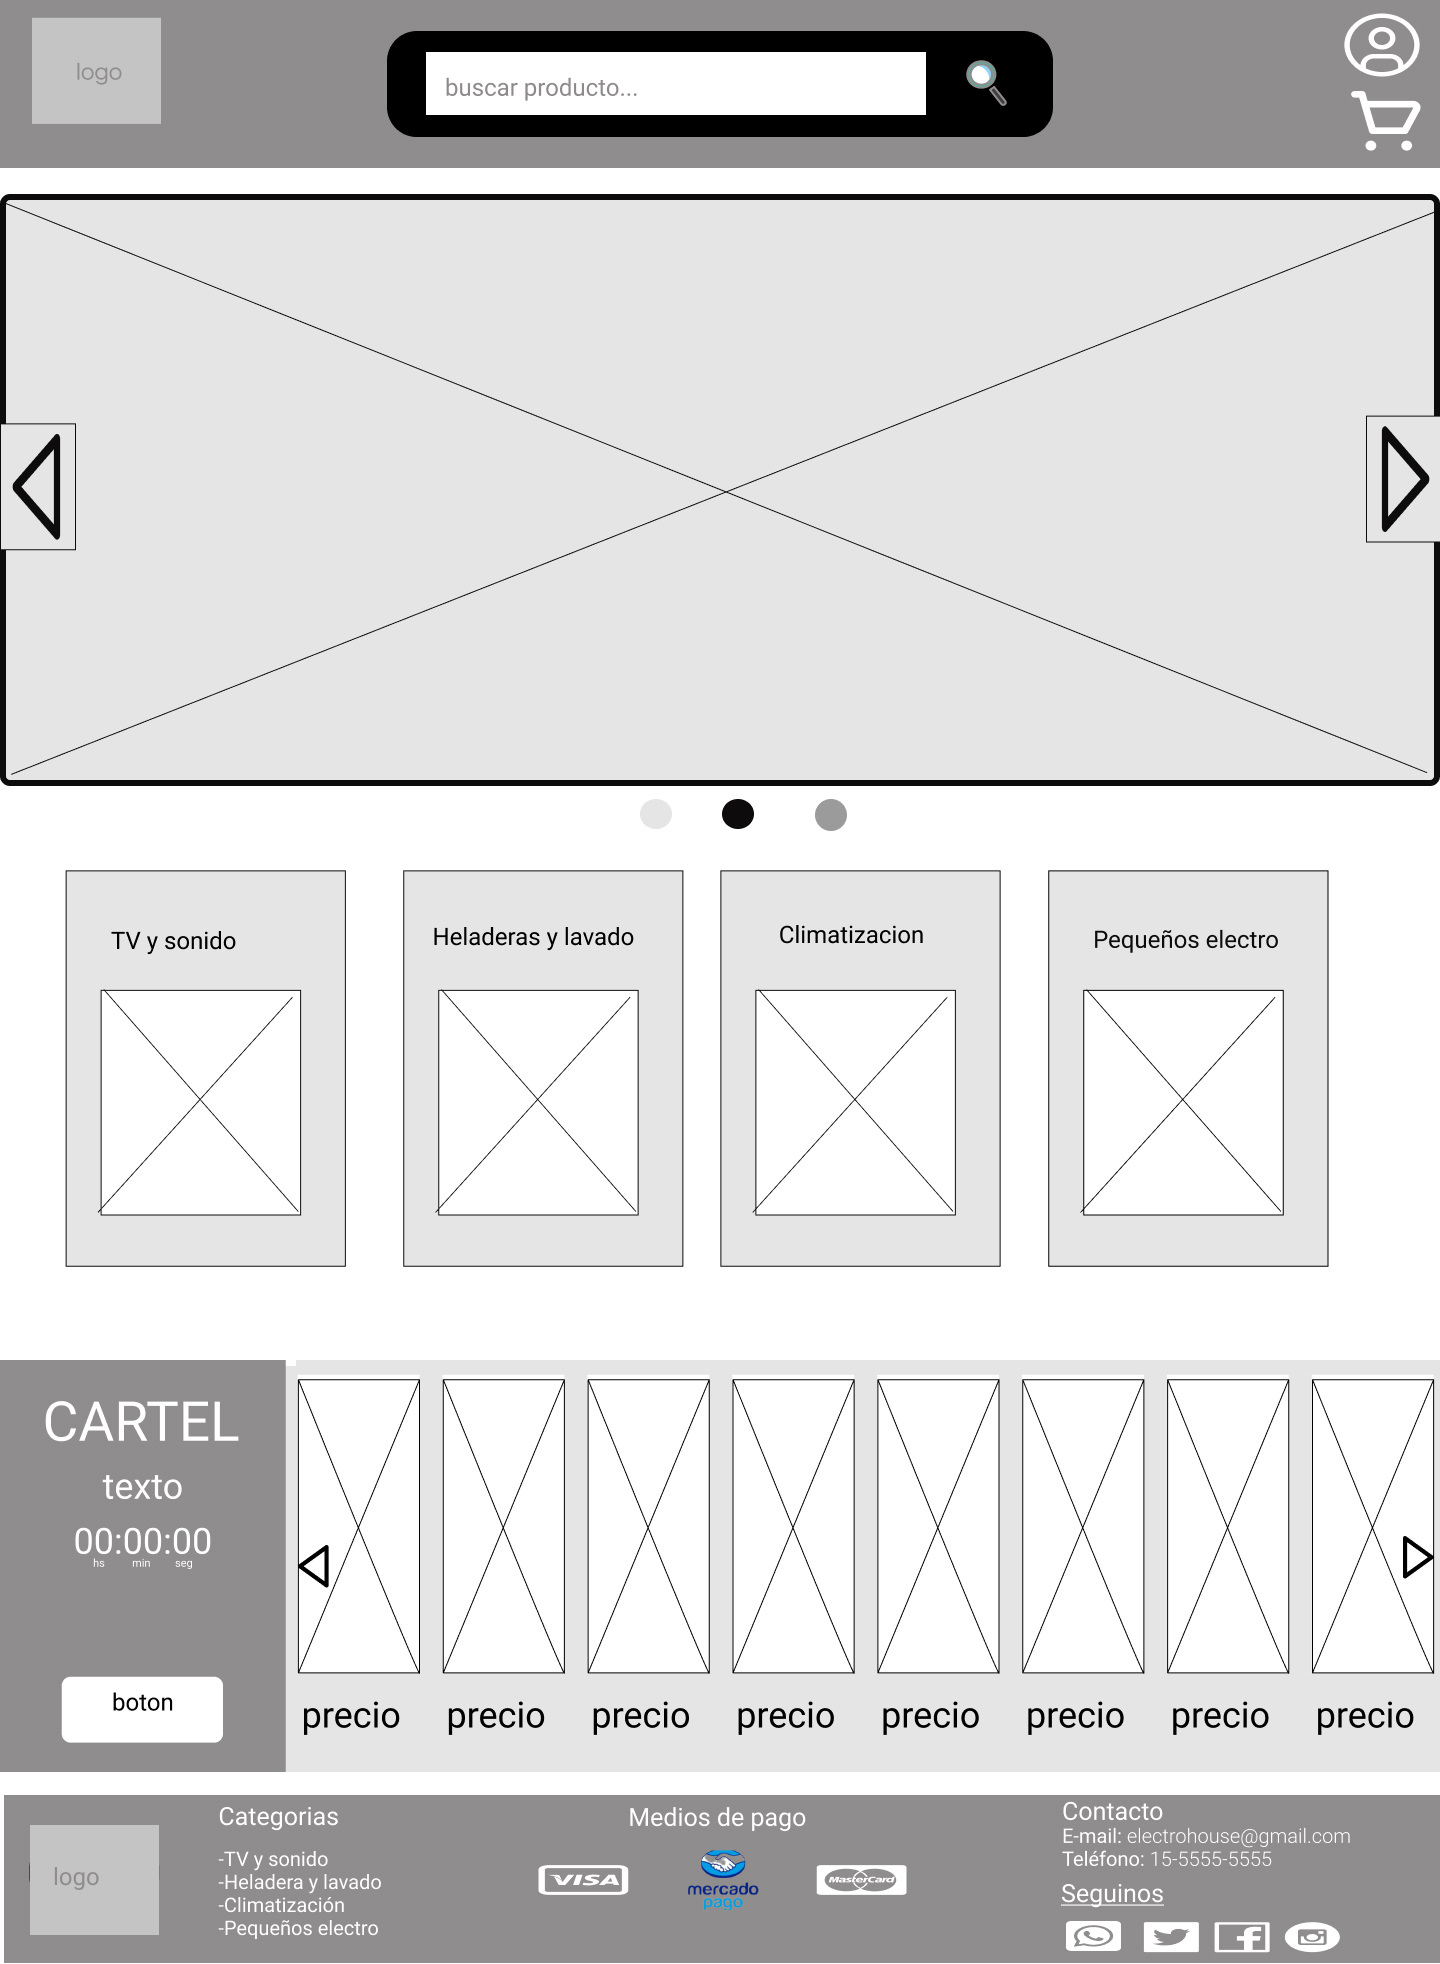 logo
buscar producto...
TV y sonido
Heladeras y lavado
Climatizacion
Pequeños electro
CARTEL
texto
00:00:00
hs min seg
boton
precio precio precio precio precio precio precio precio
logo
Categorias
-TV y sonido
-Heladera y lavado
-Climatización
-Pequeños electro
Medios de pago
VISA
mercado
pago
MasterCard
Contacto
E-mail: electrohouse@gmail.com
Teléfono: 15-5555-5555
Seguinos